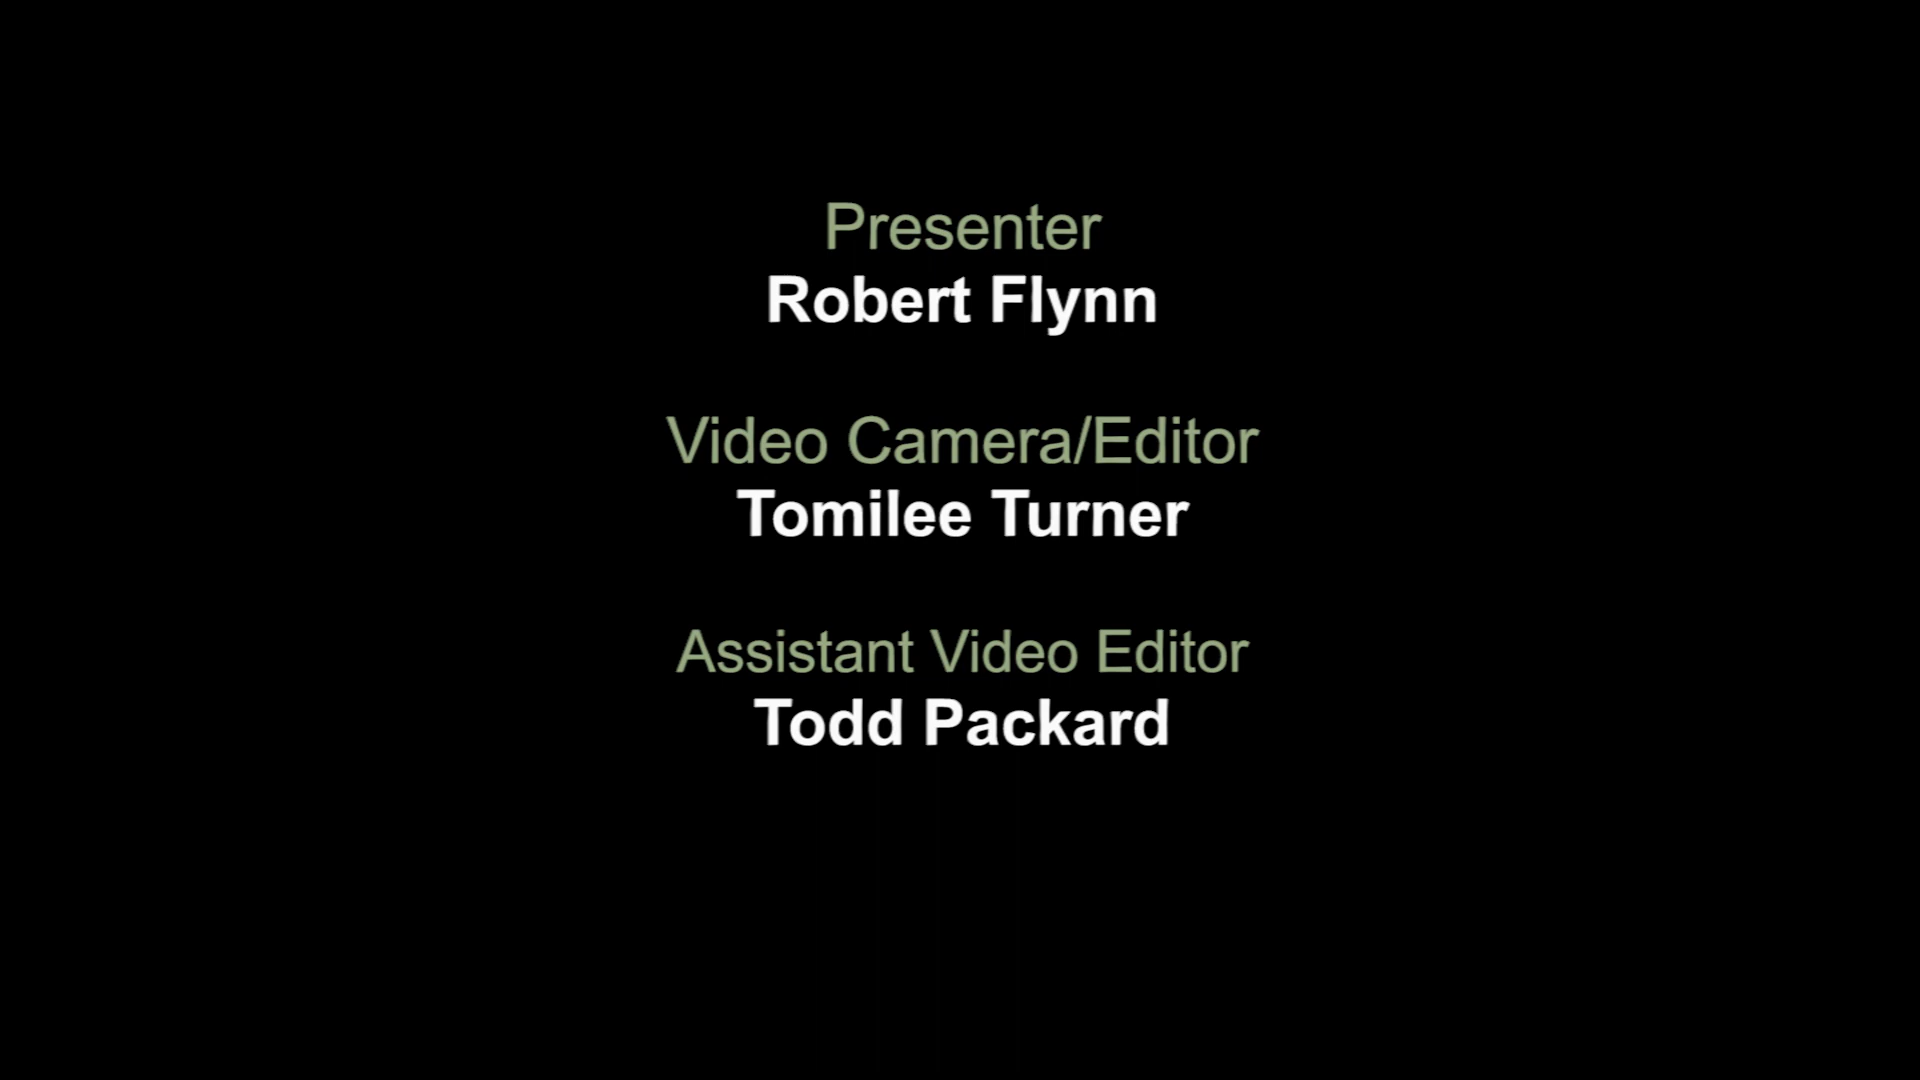 Presenter
Robert Flynn
Video Camera/Editor
Tomilee Turner
Assistant Video Editor
Todd Packard